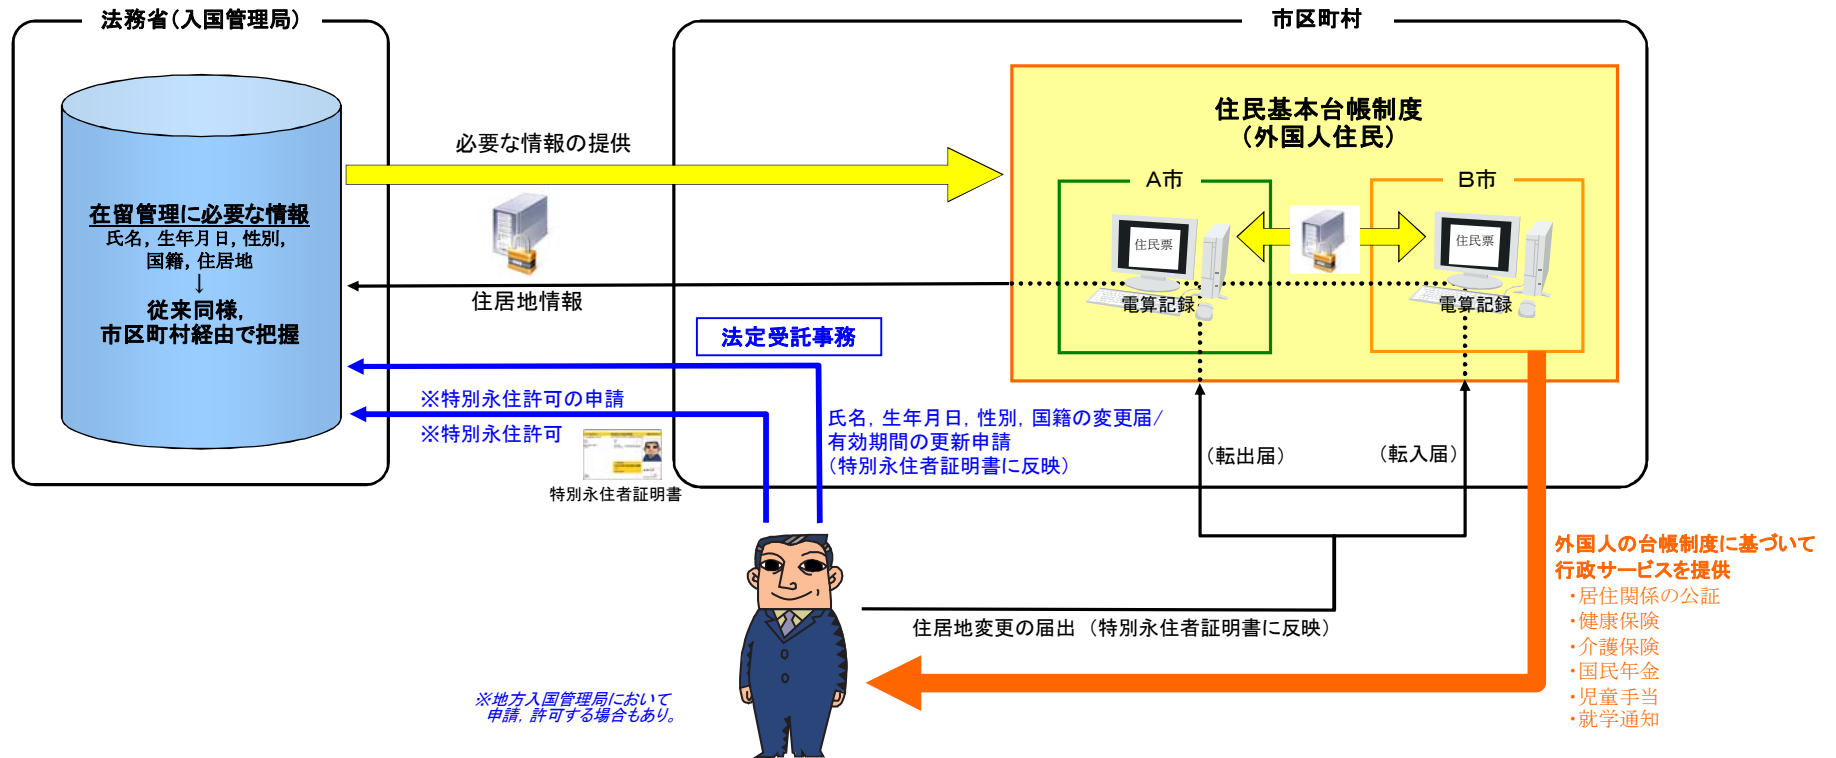 法務省（入国管理局）
市区町村
住民基本台帳制度
（外国人住民）
必要な情報の提供
A市
B市
在留管理に必要な情報
氏名，生年月日，性別，
国籍，住居地
↓
従来同様，
市区町村経由で把握
住民票
住民票
住居地情報
電算記録
電算記録
法定受託事務
※特別永住許可の申請
※特別永住許可
氏名，生年月日，性別，国籍の変更届/
有効期間の更新申請
（特別永住者証明書に反映）
（転出届）
（転入届）
特別永住者証明書
外国人の台帳制度に基づいて
行政サービスを提供
・居住関係の公証
・健康保険
・介護保険
・国民年金
・児童手当
・就学通知
住居地変更の届出　（特別永住者証明書に反映）
※地方入国管理局において
申請，許可する場合もあり。